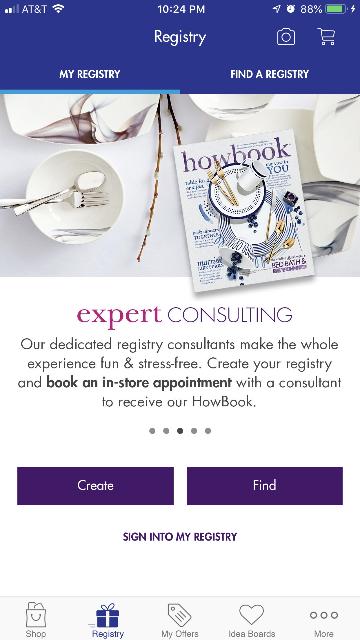 AT&T 10:24 PM 88%
Registry
MY REGISTRY FIND A REGISTRY
howbook
YOU
BED BATH &
BEYOND
expert CONSULTING
Our dedicated registry consultants make the whole
experience fun & stress-free. Create your registry
and book an in-store appointment with a consultant
to receive our HowBook.
Create Find
SIGN INTO MY REGISTRY
Shop Registry My Offers Idea Boards More